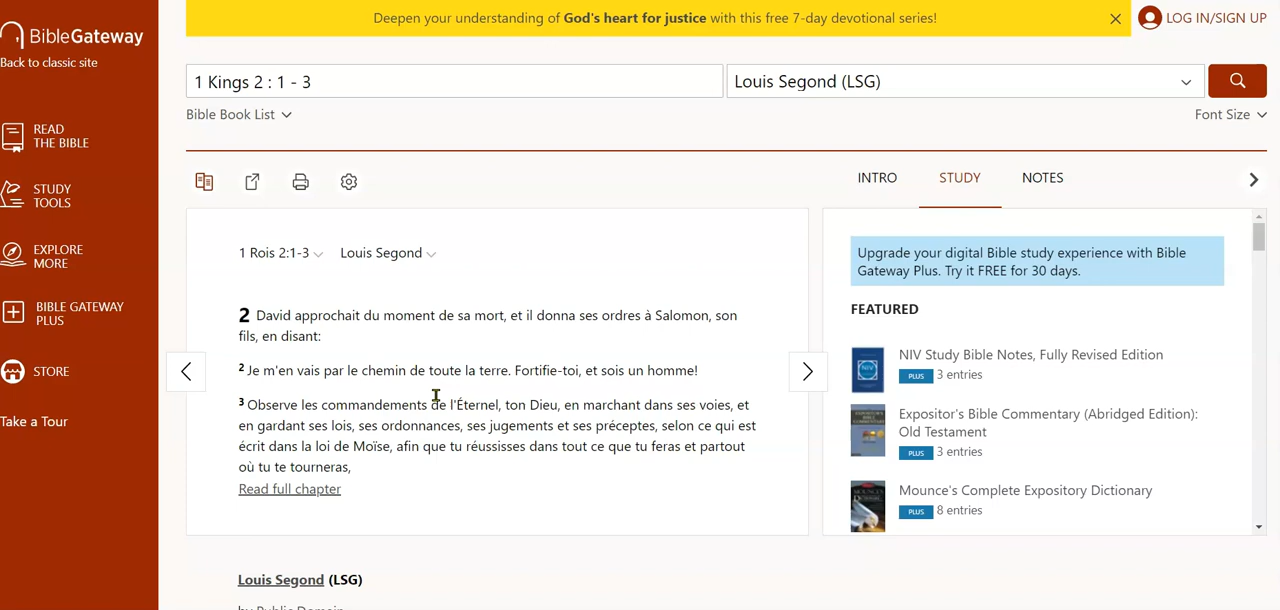 Deepen your understanding of God's heart for justice with this free 7-day devotional series!
LOG IN/SIGN UP
BibleGateway
Back to classic site
READ
THE BIBLE
STUDY
TOOLS
EXPLORE
MORE
BIBLE GATEWAY
PLUS
STORE
Take a Tour
1 Kings 2 : 1 - 3
Louis Segond (LSG)
Bible Book List
Font Size
INTRO
STUDY
NOTES
1 Rois 2:1-3
Louis Segond
2 David approchait du moment de sa mort, et il donna ses ordres à Salomon, son
fils, en disant:
2 Je m'en vais par le chemin de toute la terre. Fortifie-toi, et sois un homme!
3 Observe les commandements de l'Éternel, ton Dieu, en marchant dans ses voies, et
en gardant ses lois, ses ordonnances, ses jugements et ses préceptes, selon ce qui est
écrit dans la loi de Moïse, afin que tu réussisses dans tout ce que tu feras et partout
où tu te tourneras,
Read full chapter
Upgrade your digital Bible study experience with Bible
Gateway Plus. Try it FREE for 30 days.
FEATURED
NIV Study Bible Notes, Fully Revised Edition
PLUS 3 entries
Expositor's Bible Commentary (Abridged Edition):
Old Testament
PLUS 3 entries
Mounce's Complete Expository Dictionary
PLUS 8 entries
Louis Segond (LSG)
by Public Domain